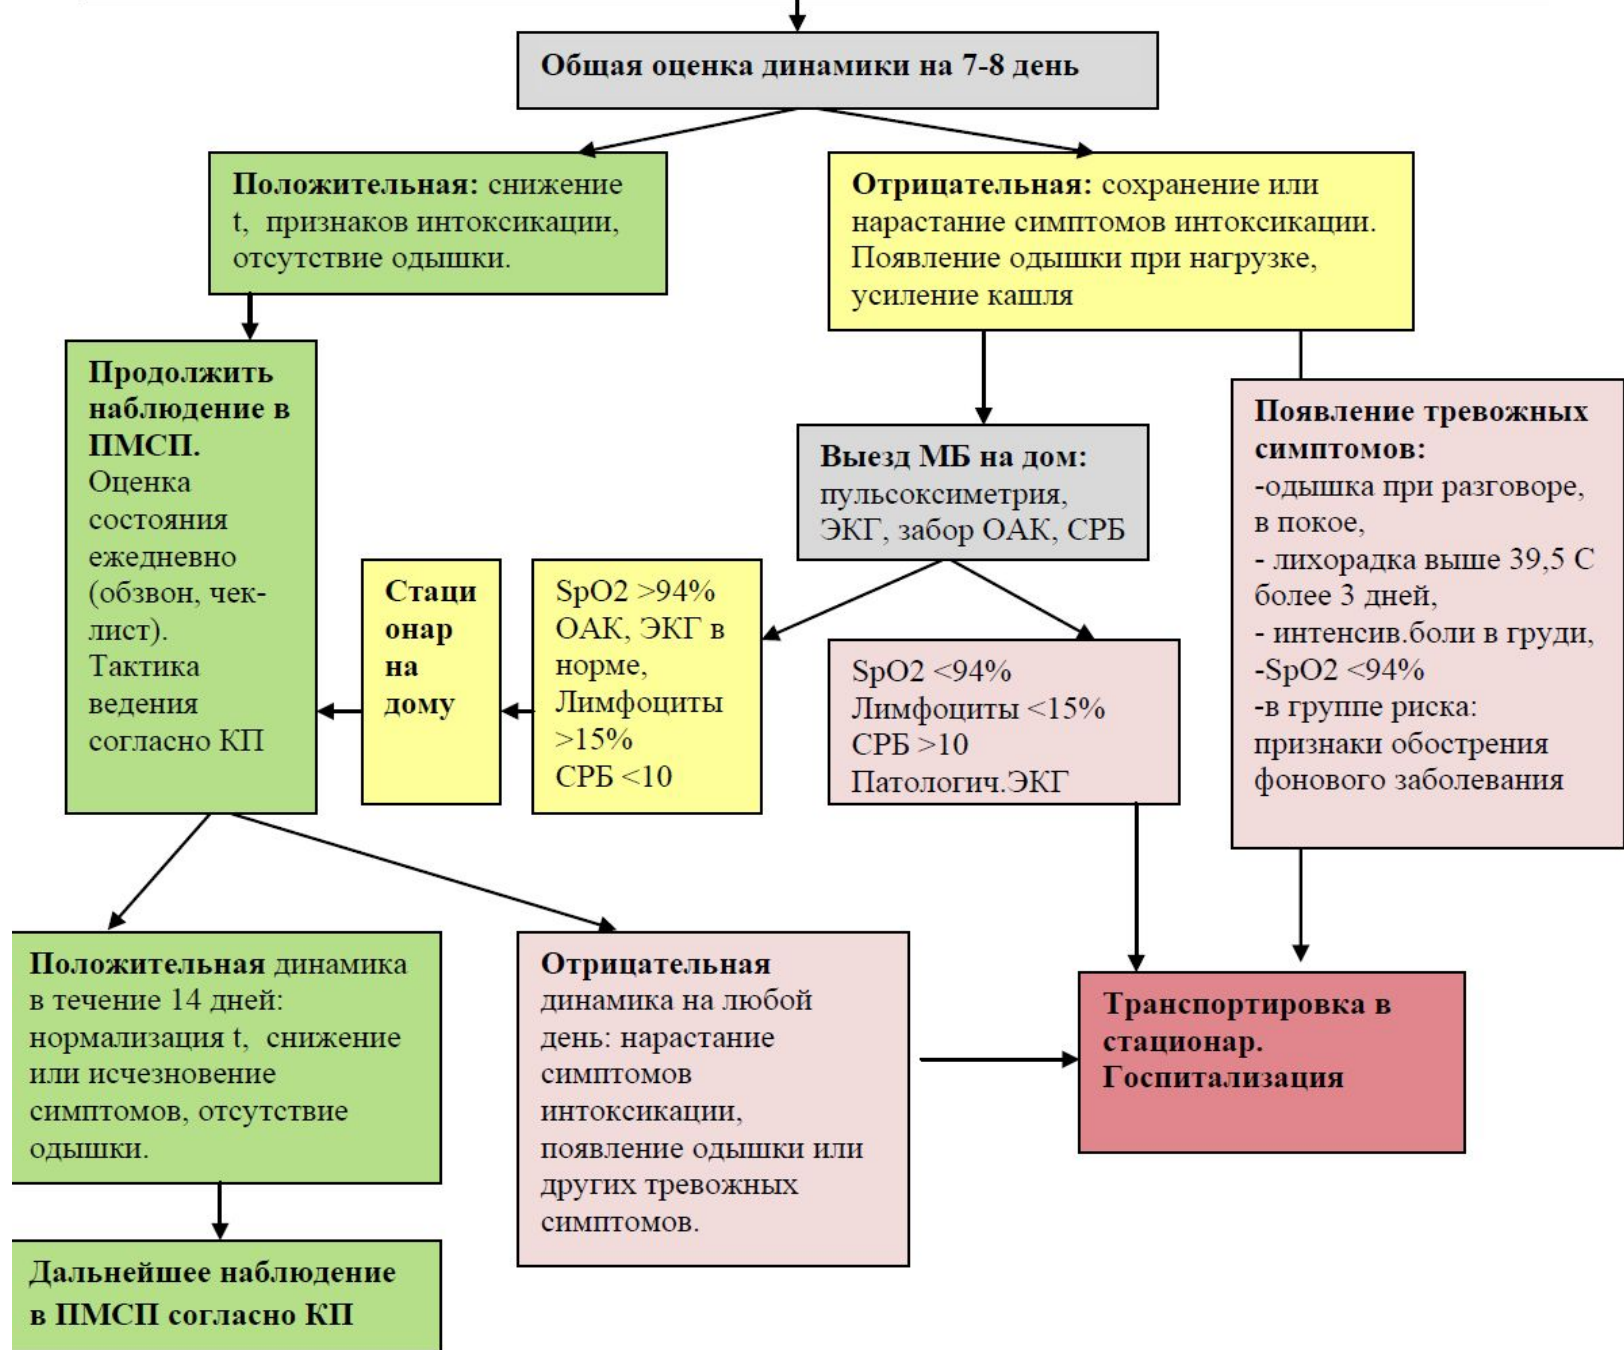 Общая оценка динамики на 7-8 день
Положительная: снижение
t,  признаков интоксикации,
отсутствие одышки.
Отрицательная: сохранение или
нарастание симптомов интоксикации.
Появление одышки при нагрузке,
усиление кашля
Продолжить
наблюдение в
ПМСП.
Оценка
состояния
ежедневно
(обзвон, чек-
лист).
Тактика
ведения
согласно КП
Стаци
онар
на
дому
SpO2 >94%
ОАК, ЭКГ в
норме,
Лимфоциты
>15%
СРБ <10
Выезд МБ на дом:
пульсоксиметрия,
ЭКГ, забор ОАК, СРБ
SpO2 <94%
Лимфоциты <15%
СРБ >10
Патологич.ЭКГ
Появление тревожных
симптомов:
-одышка при разговоре,
в покое,
- лихорадка выше 39,5 С
более 3 дней,
- интенсив.боли в груди,
-SpO2 <94%
-в группе риска:
признаки обострения
фонового заболевания
Положительная динамика
в течение 14 дней:
нормализация t,  снижение
или исчезновение
симптомов, отсутствие
одышки.
Отрицательная
динамика на любой
день: нарастание
симптомов
интоксикации,
появление одышки или
других тревожных
симптомов.
Транспортировка в
стационар.
Госпитализация
Дальнейшее наблюдение
в ПМСП согласно КП